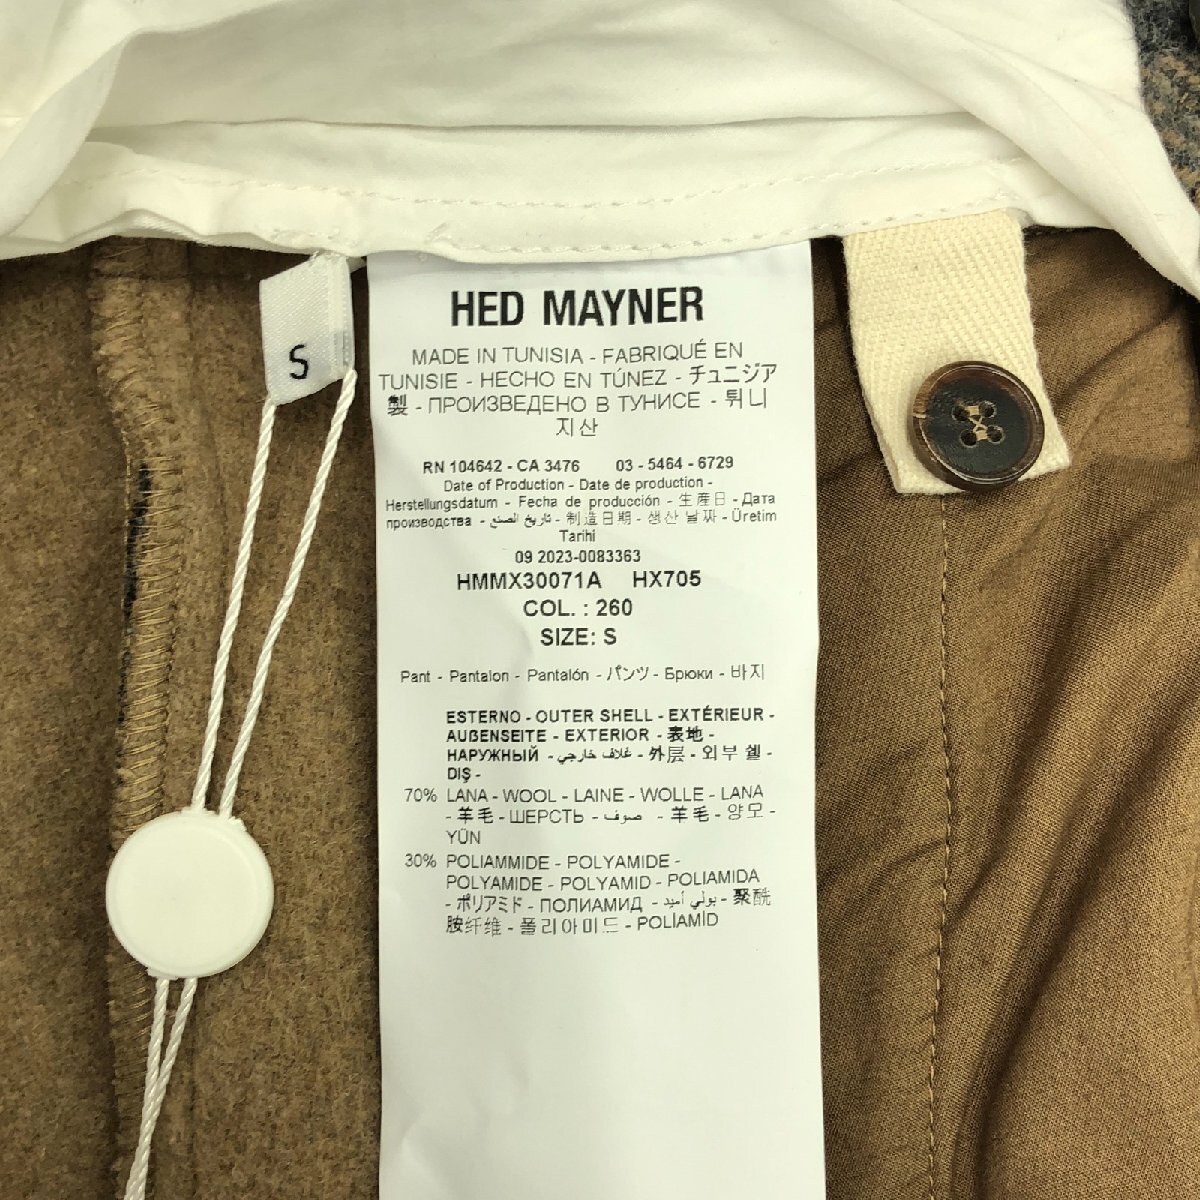 S
HED MAYNER
MADE IN TUNISIA - FABRIQUÉ EN
TUNISIE - HECHO EN TÚNEZ - チュニジア
製 - ПРОИЗВЕДЕНО В ТУНИСЕ - 튀니
지산
RN 104642 - CA 3476 03 - 5464 - 6729
Date of Production - Date de production -
Herstellungsdatum - Fecha de producción - 生産日 - Дата
производства - تاريخ الصنع - 制造日期 - 생산 날짜 - Üretim
Tarihi
09 2023-0083363
HMMX30071A HX705
COL. : 260
SIZE: S
Pant - Pantalon - Pantalón - パンツ - Брюки - 바지
ESTERNO - OUTER SHELL - EXTÉRIEUR -
AUßENSEITE - EXTERIOR - 表地 -
НАРУЖНЫЙ - غلاف خارجي - 外层 - 외부 쉘 -
DIŞ -
70% LANA - WOOL - LAINE - WOLLE - LANA
- 羊毛 - ШЕРСТЬ - صوف - 羊毛 - 양모 -
YÜN
30% POLIAMMIDE - POLYAMIDE -
POLYAMIDE - POLYAMID - POLIAMIDA
- ポリアミド - ПОЛИАМИД - بولي أميد - 聚酰
胺纤维 - 폴리아미드 - POLİAMİD